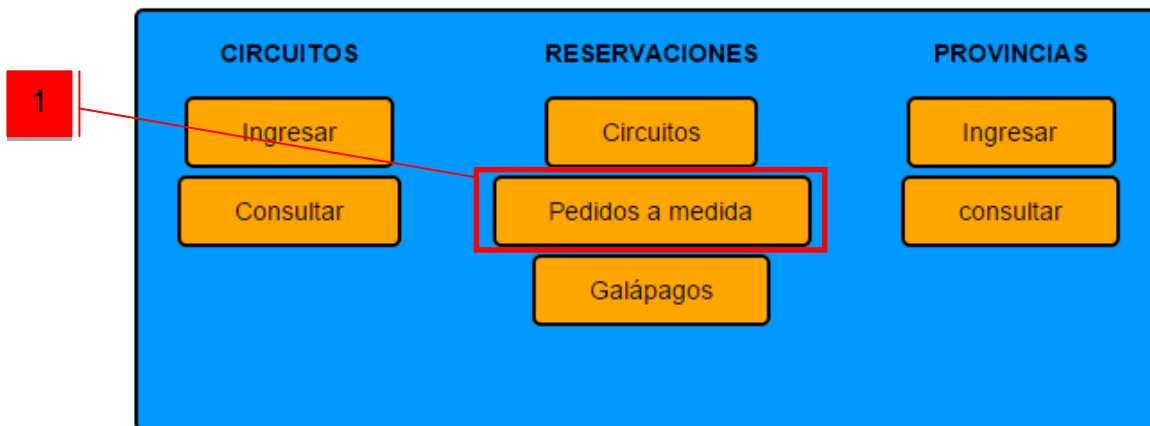 CIRCUITOS
Ingresar
Consultar
RESERVACIONES
Circuitos
Pedidos a medida
Galápagos
PROVINCIAS
Ingresar
consultar
1